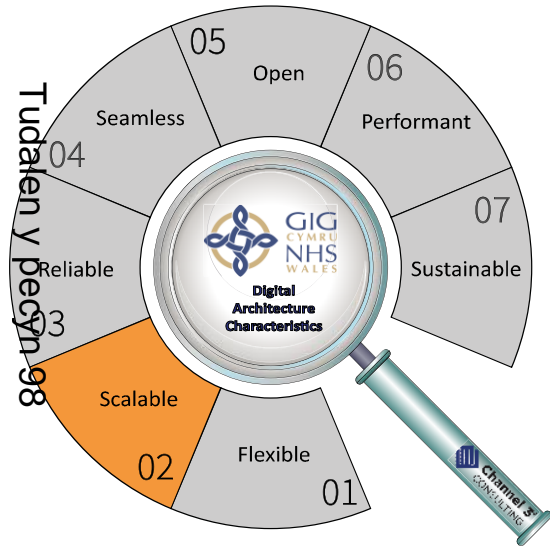 05
Open
06
Performant
Seamless
04
07
Sustainable
Reliable
03
Scalable
02
Flexible
01
GIG
CYMRU
NHS
WALES
Digital
Architecture
Characteristics
Channel 3
CONSULTING
Tudalen y pecyn 98